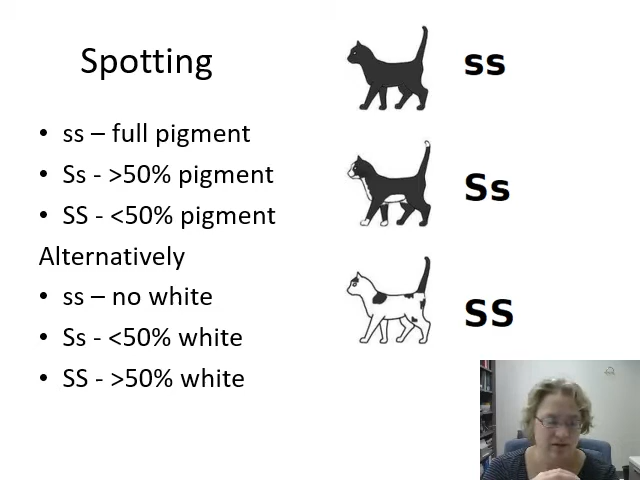 Spotting
• ss – full pigment
• Ss - >50% pigment
• SS - <50% pigment
Alternatively
• ss – no white
• Ss - <50% white
• SS - >50% white
ss
Ss
SS